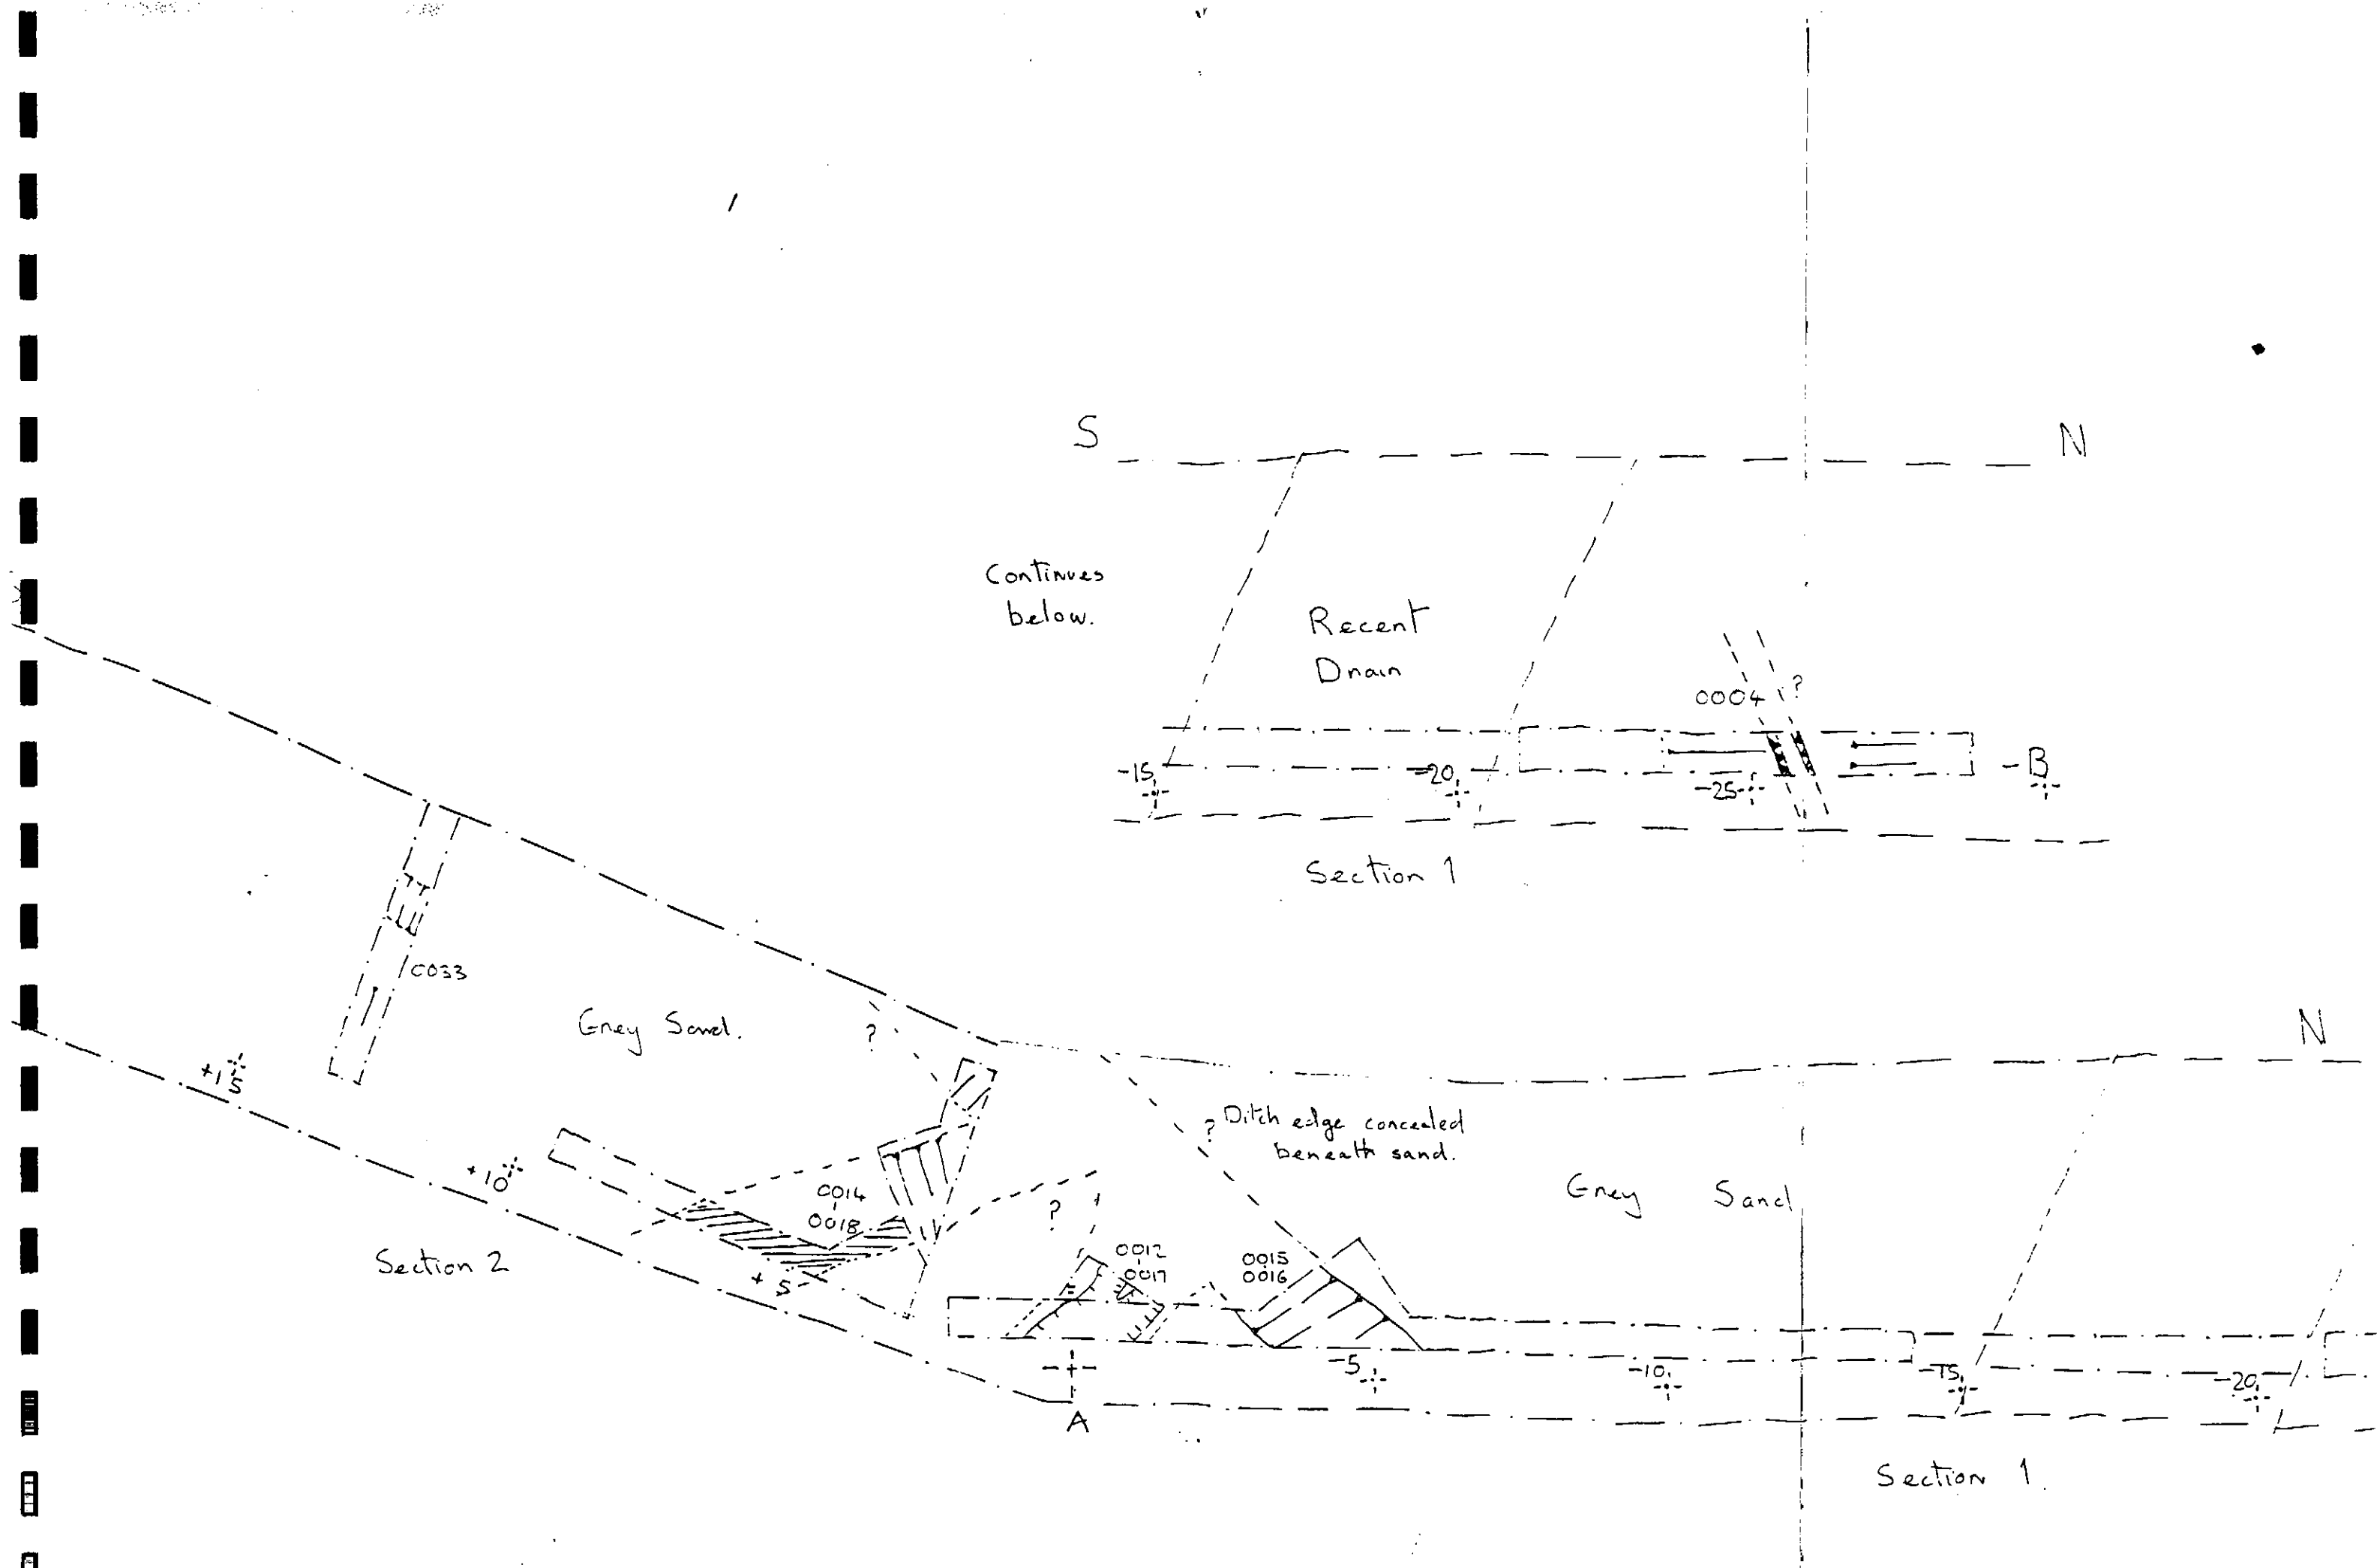 S
N
Continues
below.
Recent
Drain
0004
?
-15
-20
-25
-B
Section 1
0033
Grey Sand.
?
N
+15
? Ditch edge concealed
beneath sand.
+10
0014
0018
?
Grey Sand
Section 2
+5
0012
0017
0015
0016
-5
-10
-15
-20
A
Section 1.